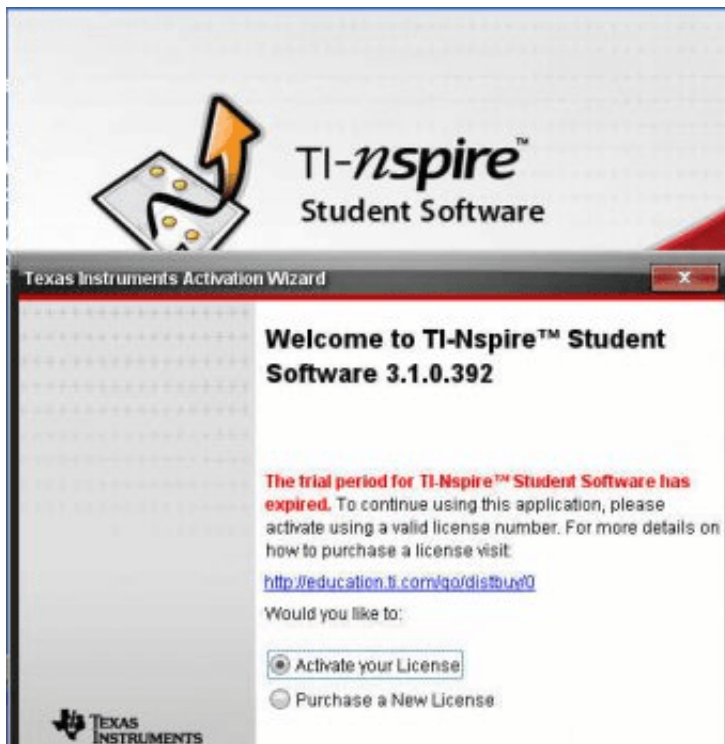 TI-nspire™
Student Software
Texas Instruments Activation Wizard
x
Welcome to TI-Nspire™ Student
Software 3.1.0.392
The trial period for TI-Nspire™ Student Software has
expired. To continue using this application, please
activate using a valid license number. For more details on
how to purchase a license visit:
http://education.ti.com/go/distbuy/0
Would you like to:
Activate your License
Purchase a New License
TEXAS
INSTRUMENTS